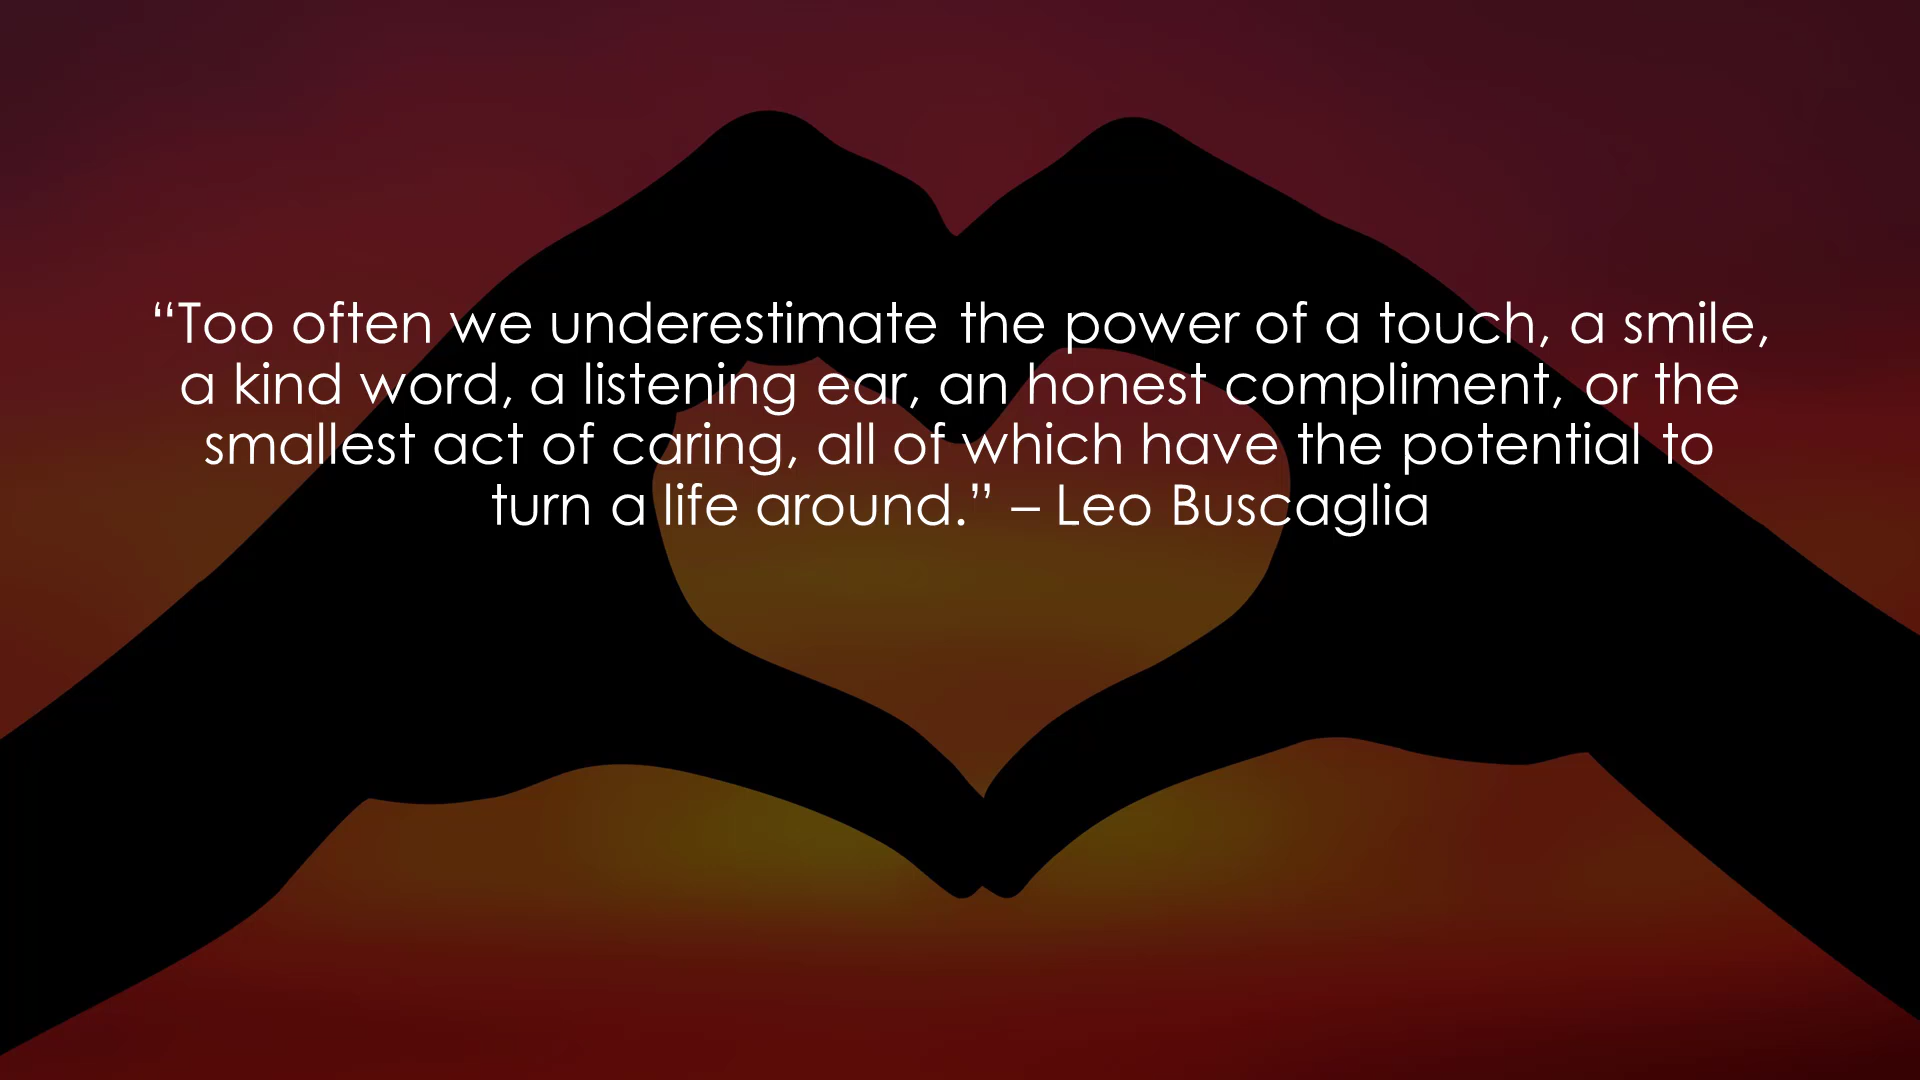 “Too often we underestimate the power of a touch, a smile,
a kind word, a listening ear, an honest compliment, or the
smallest act of caring, all of which have the potential to
turn a life around.” – Leo Buscaglia